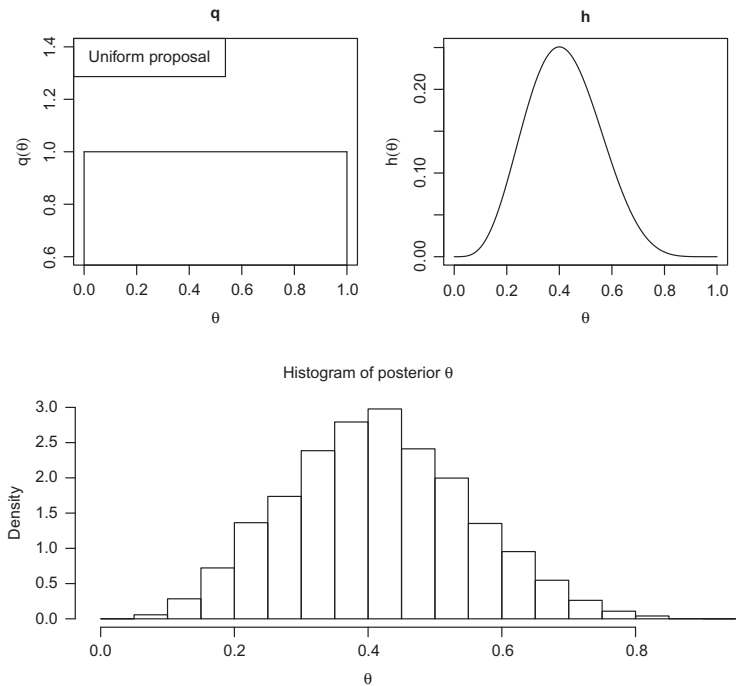 q
Uniform proposal
q(θ)
1.4
1.2
1.0
0.8
0.6
0.0 0.2 0.4 0.6 0.8 1.0
θ
h
h(θ)
0.20
0.10
0.00
0.0 0.2 0.4 0.6 0.8 1.0
θ
Histogram of posterior θ
Density
3.0
2.5
2.0
1.5
1.0
0.5
0.0
0.0 0.2 0.4 0.6 0.8
θ